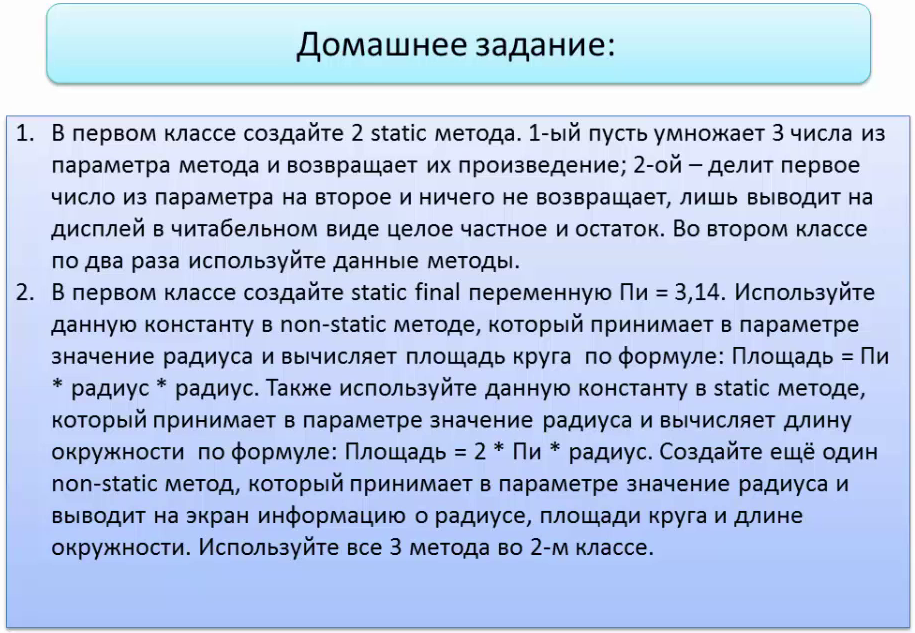 Домашнее задание:
1. В первом классе создайте 2 static метода. 1-ый пусть умножает 3 числа из
параметра метода и возвращает их произведение; 2-ой – делит первое
число из параметра на второе и ничего не возвращает, лишь выводит на
дисплей в читабельном виде целое частное и остаток. Во втором классе
по два раза используйте данные методы.
2. В первом классе создайте static final переменную Пи = 3,14. Используйте
данную константу в non-static методе, который принимает в параметре
значение радиуса и вычисляет площадь круга по формуле: Площадь = Пи
* радиус * радиус. Также используйте данную константу в static методе,
который принимает в параметре значение радиуса и вычисляет длину
окружности по формуле: Площадь = 2 * Пи * радиус. Создайте ещё один
non-static метод, который принимает в параметре значение радиуса и
выводит на экран информацию о радиусе, площади круга и длине
окружности. Используйте все 3 метода во 2-м классе.